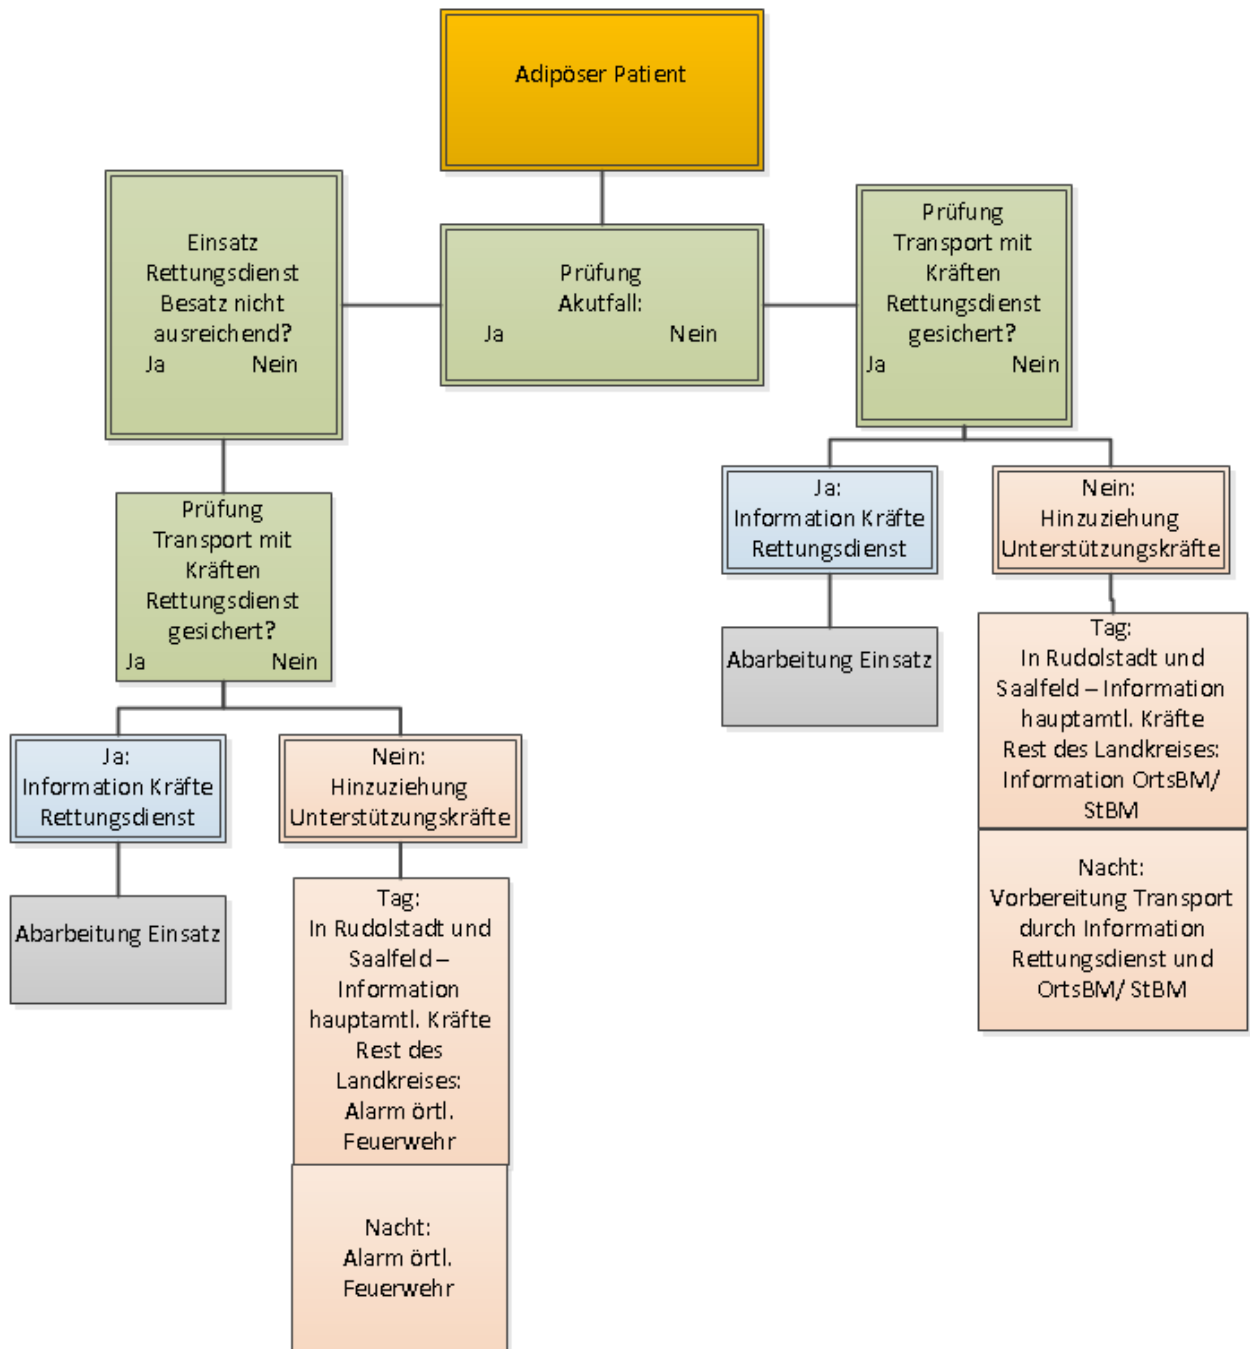 Adipöser Patient
Einsatz
Rettungsdienst
Besatz nicht
ausreichend?
Ja Nein
Prüfung
Akutfall:
Ja Nein
Prüfung
Transport mit
Kräften
Rettungsdienst
gesichert?
Ja Nein
Prüfung
Transport mit
Kräften
Rettungsdienst
gesichert?
Ja Nein
Ja:
Information Kräfte
Rettungsdienst
Nein:
Hinzuziehung
Unterstützungskräfte
Abarbeitung Einsatz
Tag:
In Rudolstadt und
Saalfeld –
Information
hauptamtl. Kräfte
Rest des
Landkreises:
Alarm örtl.
Feuerwehr
Nacht:
Alarm örtl.
Feuerwehr
Ja:
Information Kräfte
Rettungsdienst
Nein:
Hinzuziehung
Unterstützungskräfte
Abarbeitung Einsatz
Tag:
In Rudolstadt und
Saalfeld – Information
hauptamtl. Kräfte
Rest des Landkreises:
Information OrtsBM/
StBM
Nacht:
Vorbereitung Transport
durch Information
Rettungsdienst und
OrtsBM/ StBM